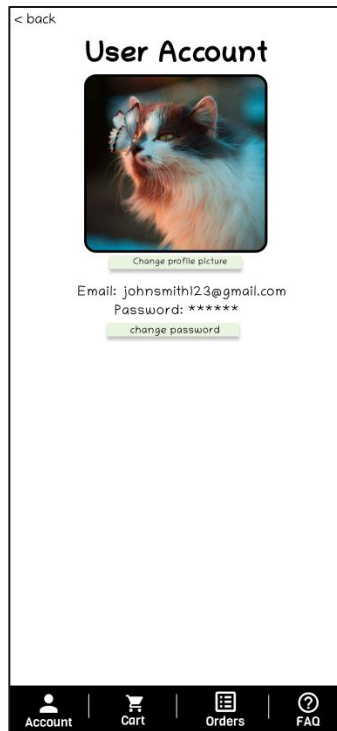 < back
User Account
Change profile picture
Email: johnsmith123@gmail.com
Password: ******
change password
Account
Cart
Orders
FAQ